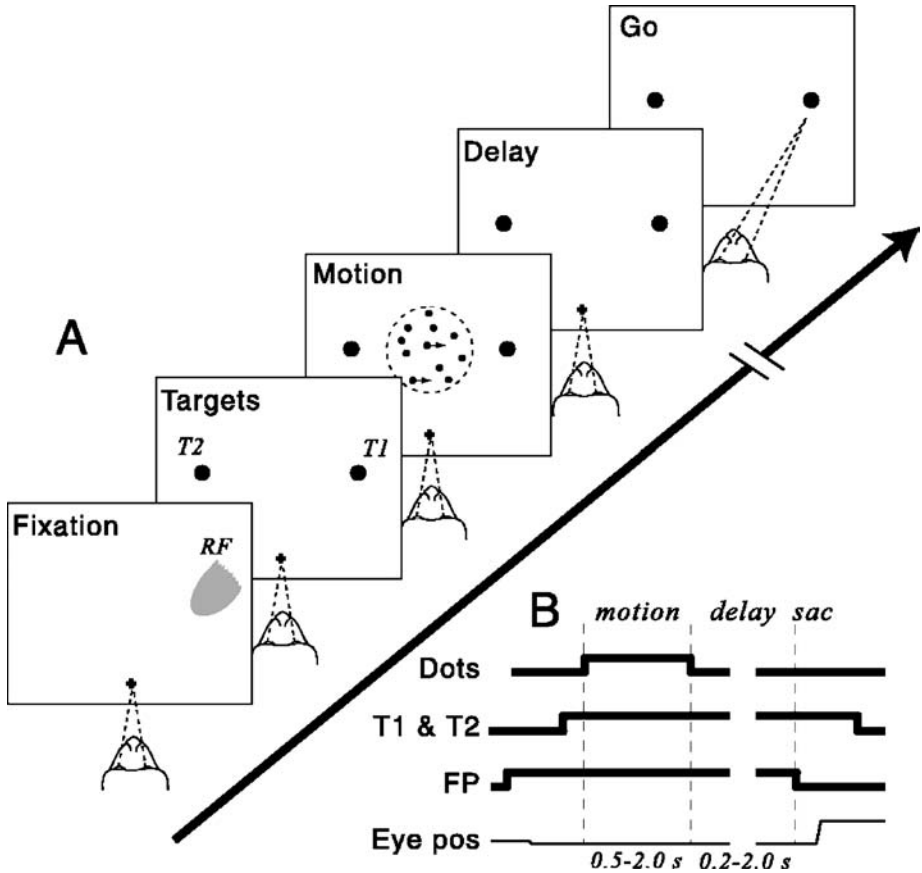 A
Fixation
RF
Targets
T2
T1
Motion
Delay
Go
B
motion delay sac
Dots
T1 & T2
FP
Eye pos
0.5-2.0 s 0.2-2.0 s